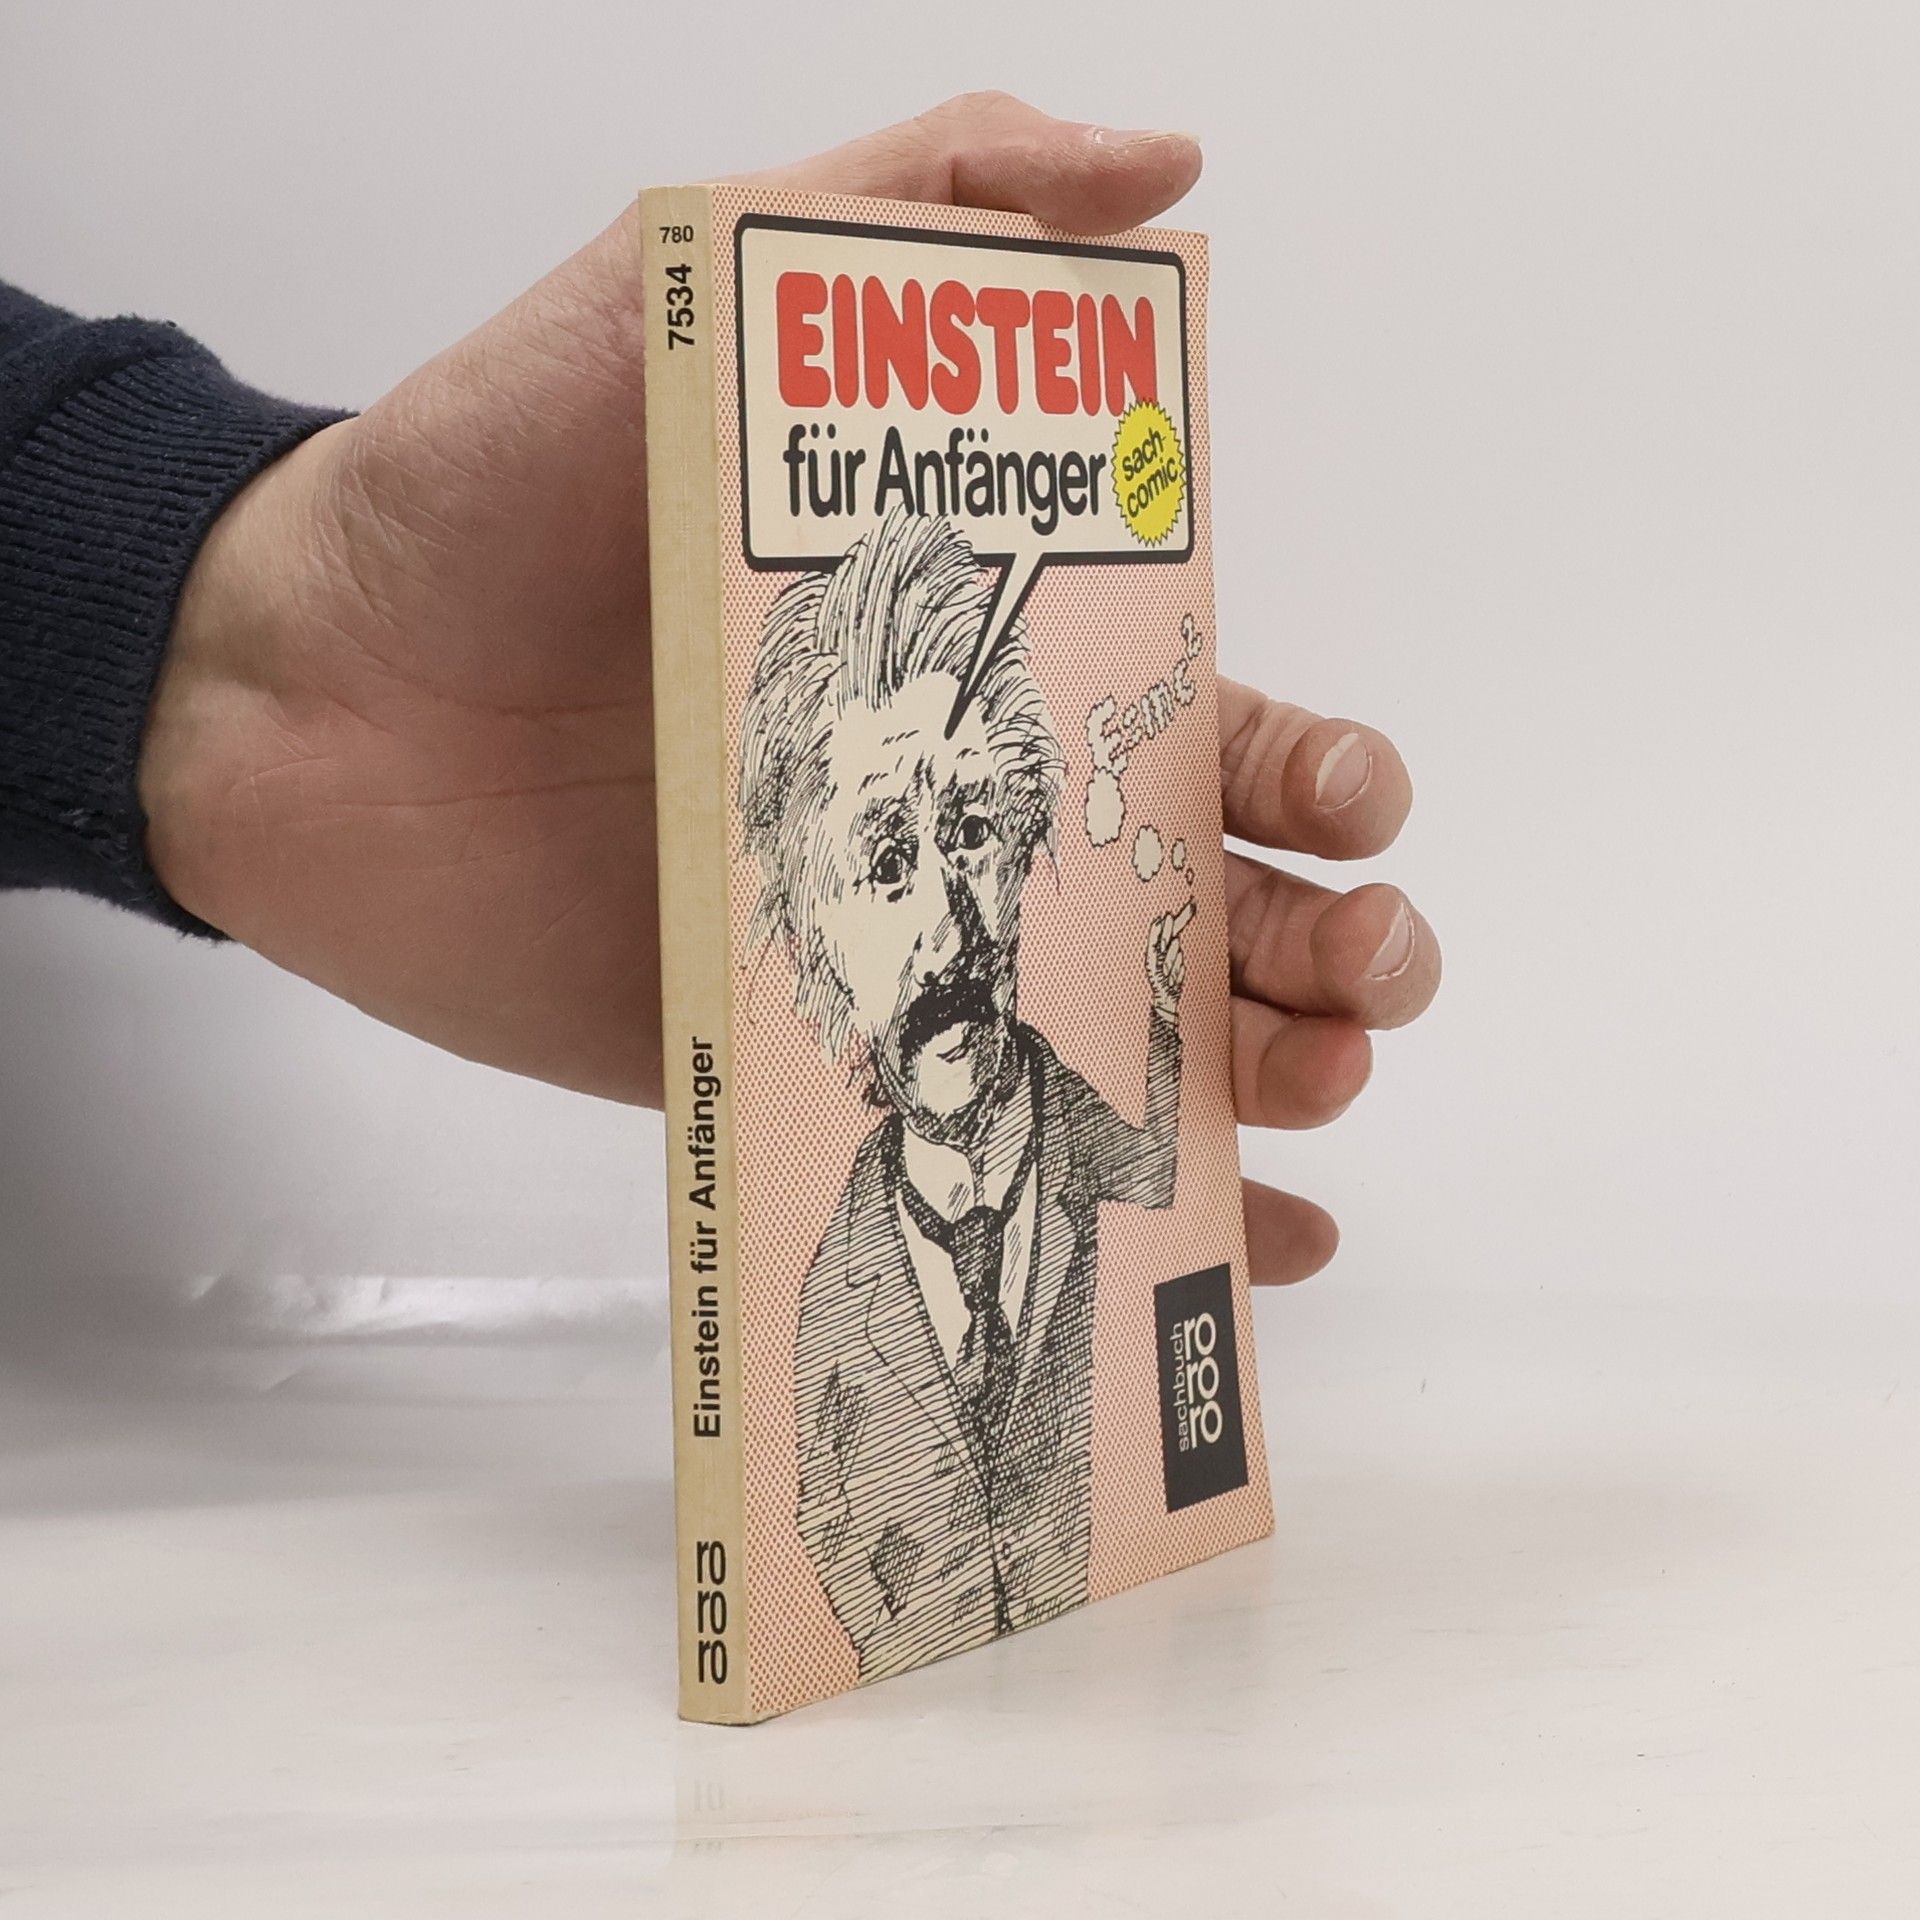 780
7534
Einstein für Anfänger
ro
ro
ro
EINSTEIN
für Anfänger
sach-
comic
E=mc²
sachbuch
ro
ro
ro